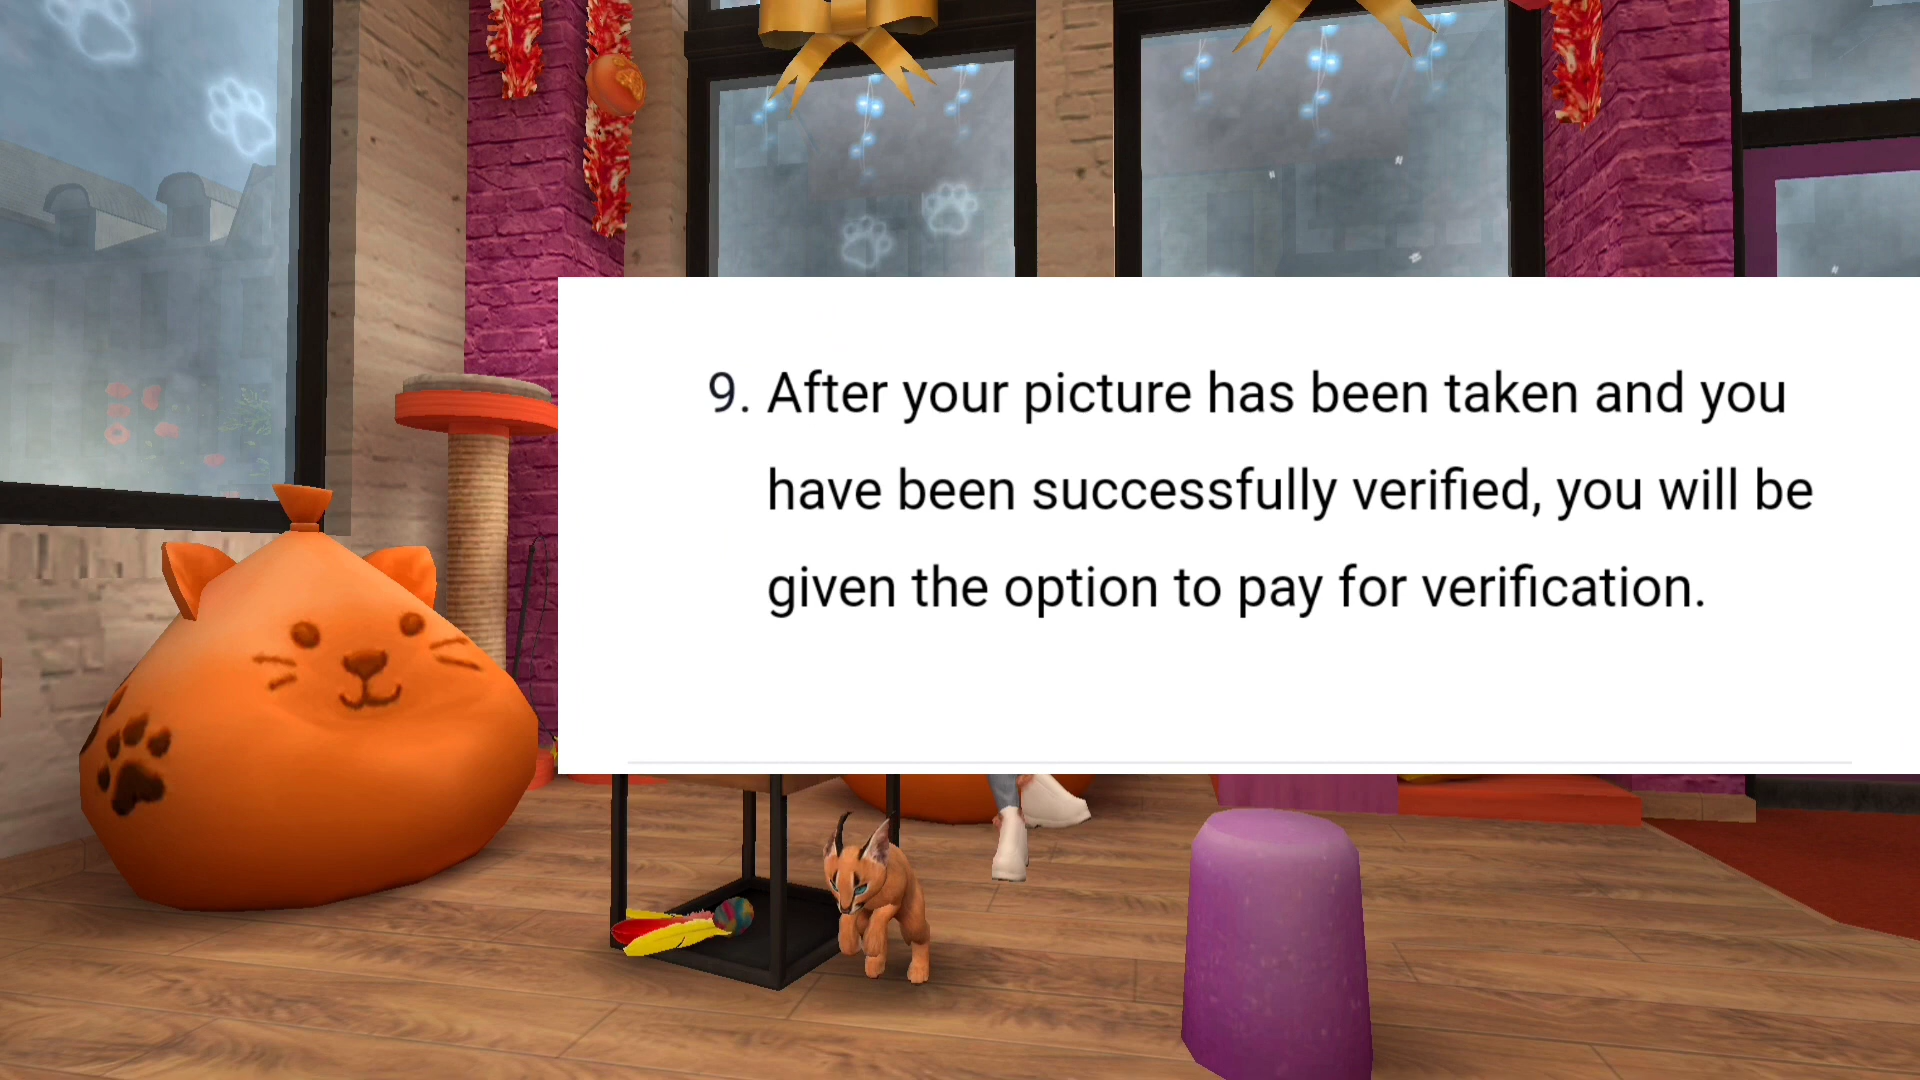 9. After your picture has been taken and you
have been successfully verified, you will be
given the option to pay for verification.